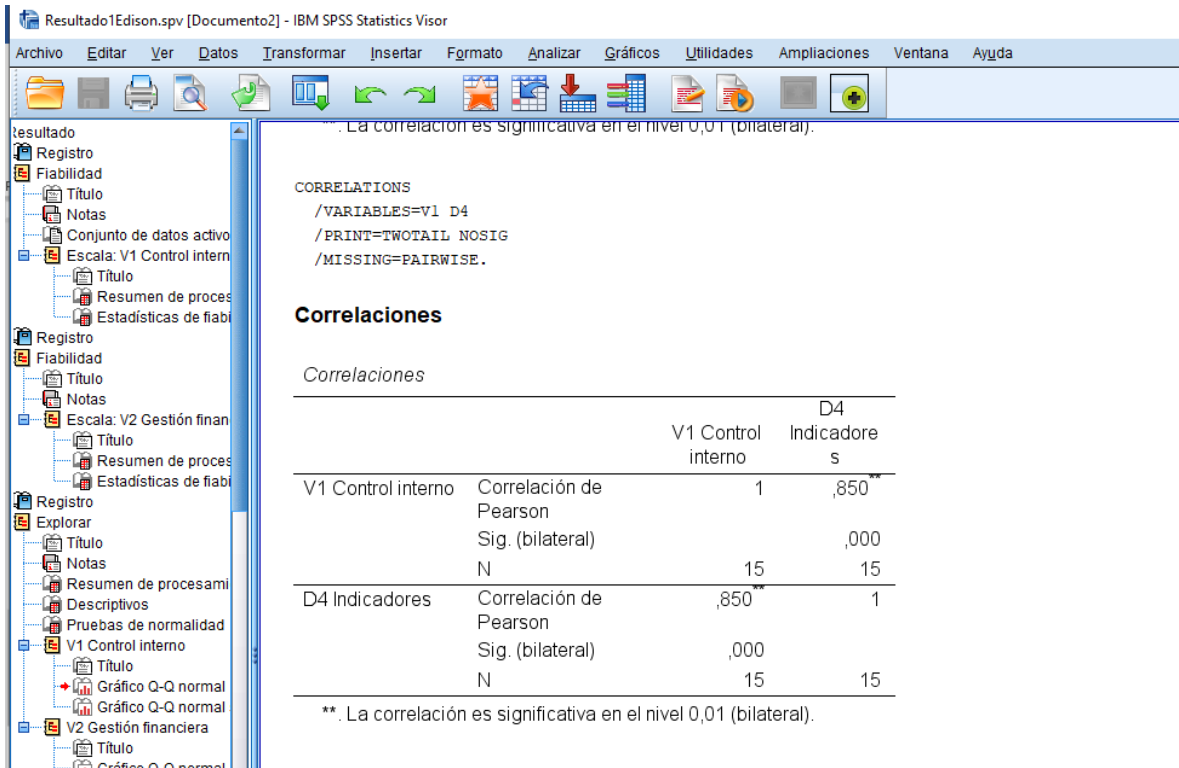 Resultado1Edison.spv [Documento2] - IBM SPSS Statistics Visor
Archivo Editar Ver Datos Transformar Insertar Formato Analizar Gráficos Utilidades Ampliaciones Ventana Ayuda
esultado
Registro
Fiabilidad
Título
Notas
Conjunto de datos activo
Escala: V1 Control intern
Título
Resumen de proces
Estadísticas de fiabi
Registro
Fiabilidad
Título
Notas
Escala: V2 Gestión finan
Título
Resumen de proces
Estadísticas de fiabi
Registro
Explorar
Título
Notas
Resumen de procesami
Descriptivos
Pruebas de normalidad
V1 Control interno
Título
Gráfico Q-Q normal
Gráfico Q-Q normal
V2 Gestión financiera
Título
Gráfico Q-Q normal
**. La correlación es significativa en el nivel 0,01 (bilateral).
CORRELATIONS
/VARIABLES=V1 D4
/PRINT=TWOTAIL NOSIG
/MISSING=PAIRWISE.
Correlaciones
Correlaciones
V1 Control interno
D4 Indicadore s
V1 Control interno Correlación de Pearson 1 ,850**
Sig. (bilateral) ,000
N 15 15
D4 Indicadores Correlación de Pearson ,850** 1
Sig. (bilateral) ,000
N 15 15
**. La correlación es significativa en el nivel 0,01 (bilateral).